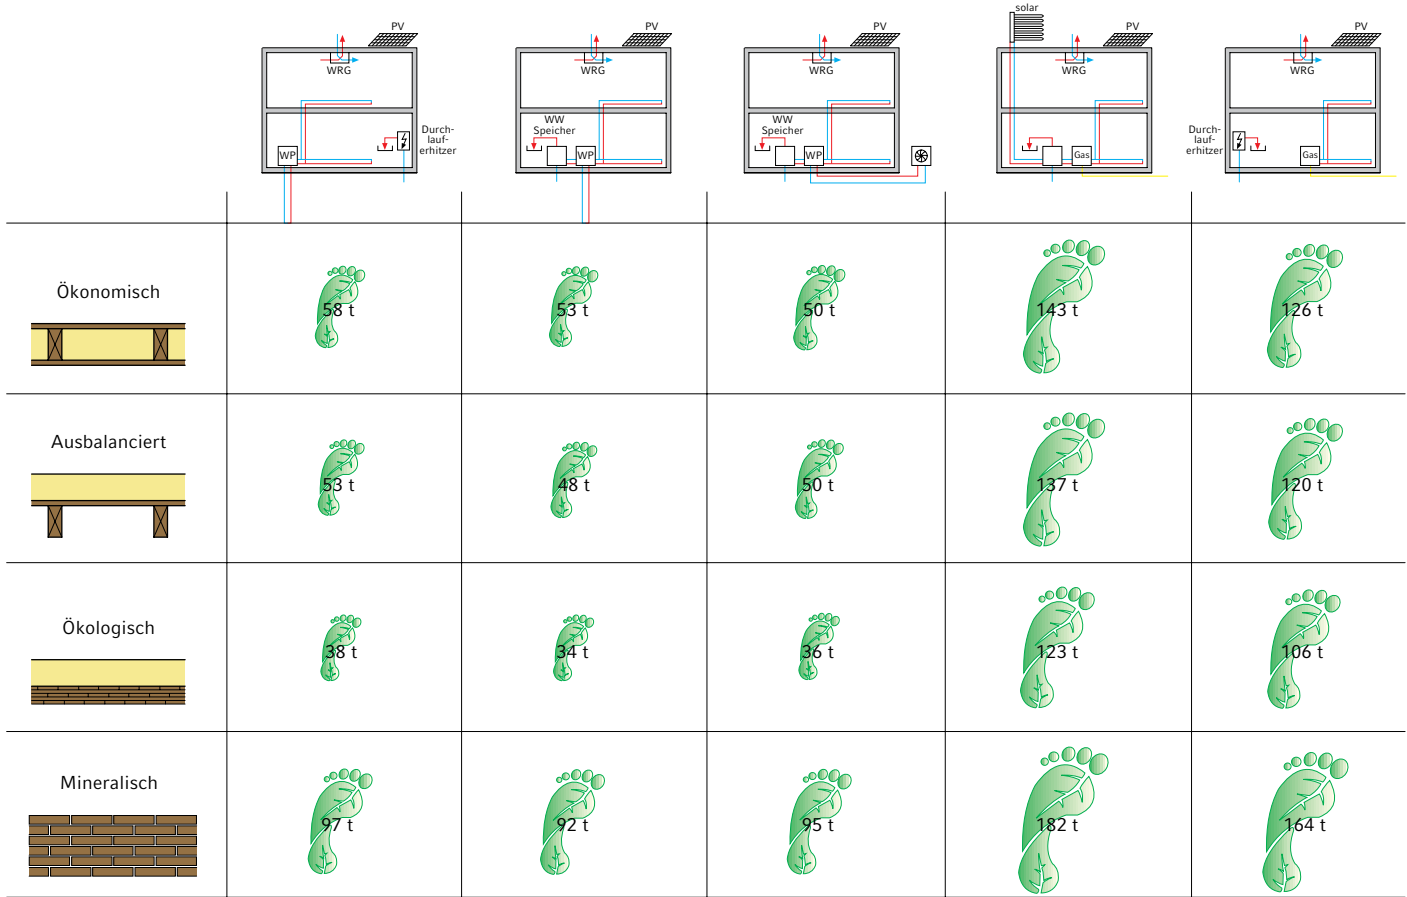 solar
PV
PV
PV
PV
PV
WRG
WRG
WRG
WRG
WRG
Durch-
lauf-
erhitzer
WP
WW
Speicher
WP
WW
Speicher
WP
Gas
Durch-
lauf-
erhitzer
Gas
Ökonomisch
58 t
53 t
50 t
143 t
126 t
Ausbalanciert
53 t
48 t
50 t
137 t
120 t
Ökologisch
38 t
34 t
36 t
123 t
106 t
Mineralisch
97 t
92 t
95 t
182 t
164 t